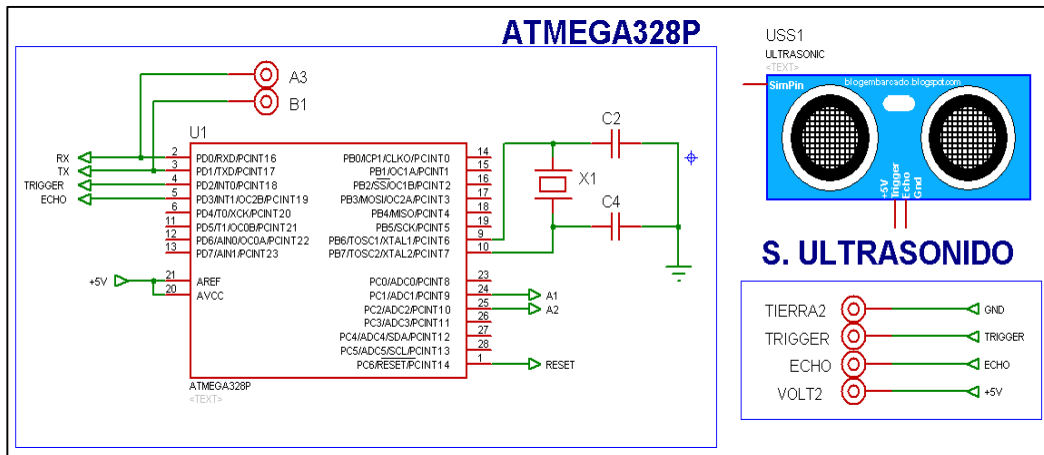 ATMEGA328P
A3
B1
U1
RX
TX
TRIGGER
ECHO
+5V
2 PD0/RXD/PCINT16
3 PD1/TXD/PCINT17
4 PD2/INT0/PCINT18
5 PD3/INT1/OC2B/PCINT19
6 PD4/T0/XCK/PCINT20
11 PD5/T1/OC0B/PCINT21
12 PD6/AIN0/OC0A/PCINT22
13 PD7/AIN1/PCINT23
21 AREF
20 AVCC
PB0/ICP1/CLKO/PCINT0 14
PB1/OC1A/PCINT1 15
PB2/SS/OC1B/PCINT2 16
PB3/MOSI/OC2A/PCINT3 17
PB4/MISO/PCINT4 18
PB5/SCK/PCINT5 19
PB6/TOSC1/XTAL1/PCINT6 9
PB7/TOSC2/XTAL2/PCINT7 10
PC0/ADC0/PCINT8 23
PC1/ADC1/PCINT9 24
PC2/ADC2/PCINT10 25
PC3/ADC3/PCINT11 26
PC4/ADC4/SDA/PCINT12 27
PC5/ADC5/SCL/PCINT13 28
PC6/RESET/PCINT14 1
A1
A2
RESET
ATMEGA328P
<TEXT>
C2
X1
C4
USS1
ULTRASONIC
<TEXT>
blogembarcado.blogspot.com
SimPin
+5V
Trigger
Echo
Gnd
S. ULTRASONIDO
TIERRA2 GND
TRIGGER TRIGGER
ECHO ECHO
VOLT2 +5V